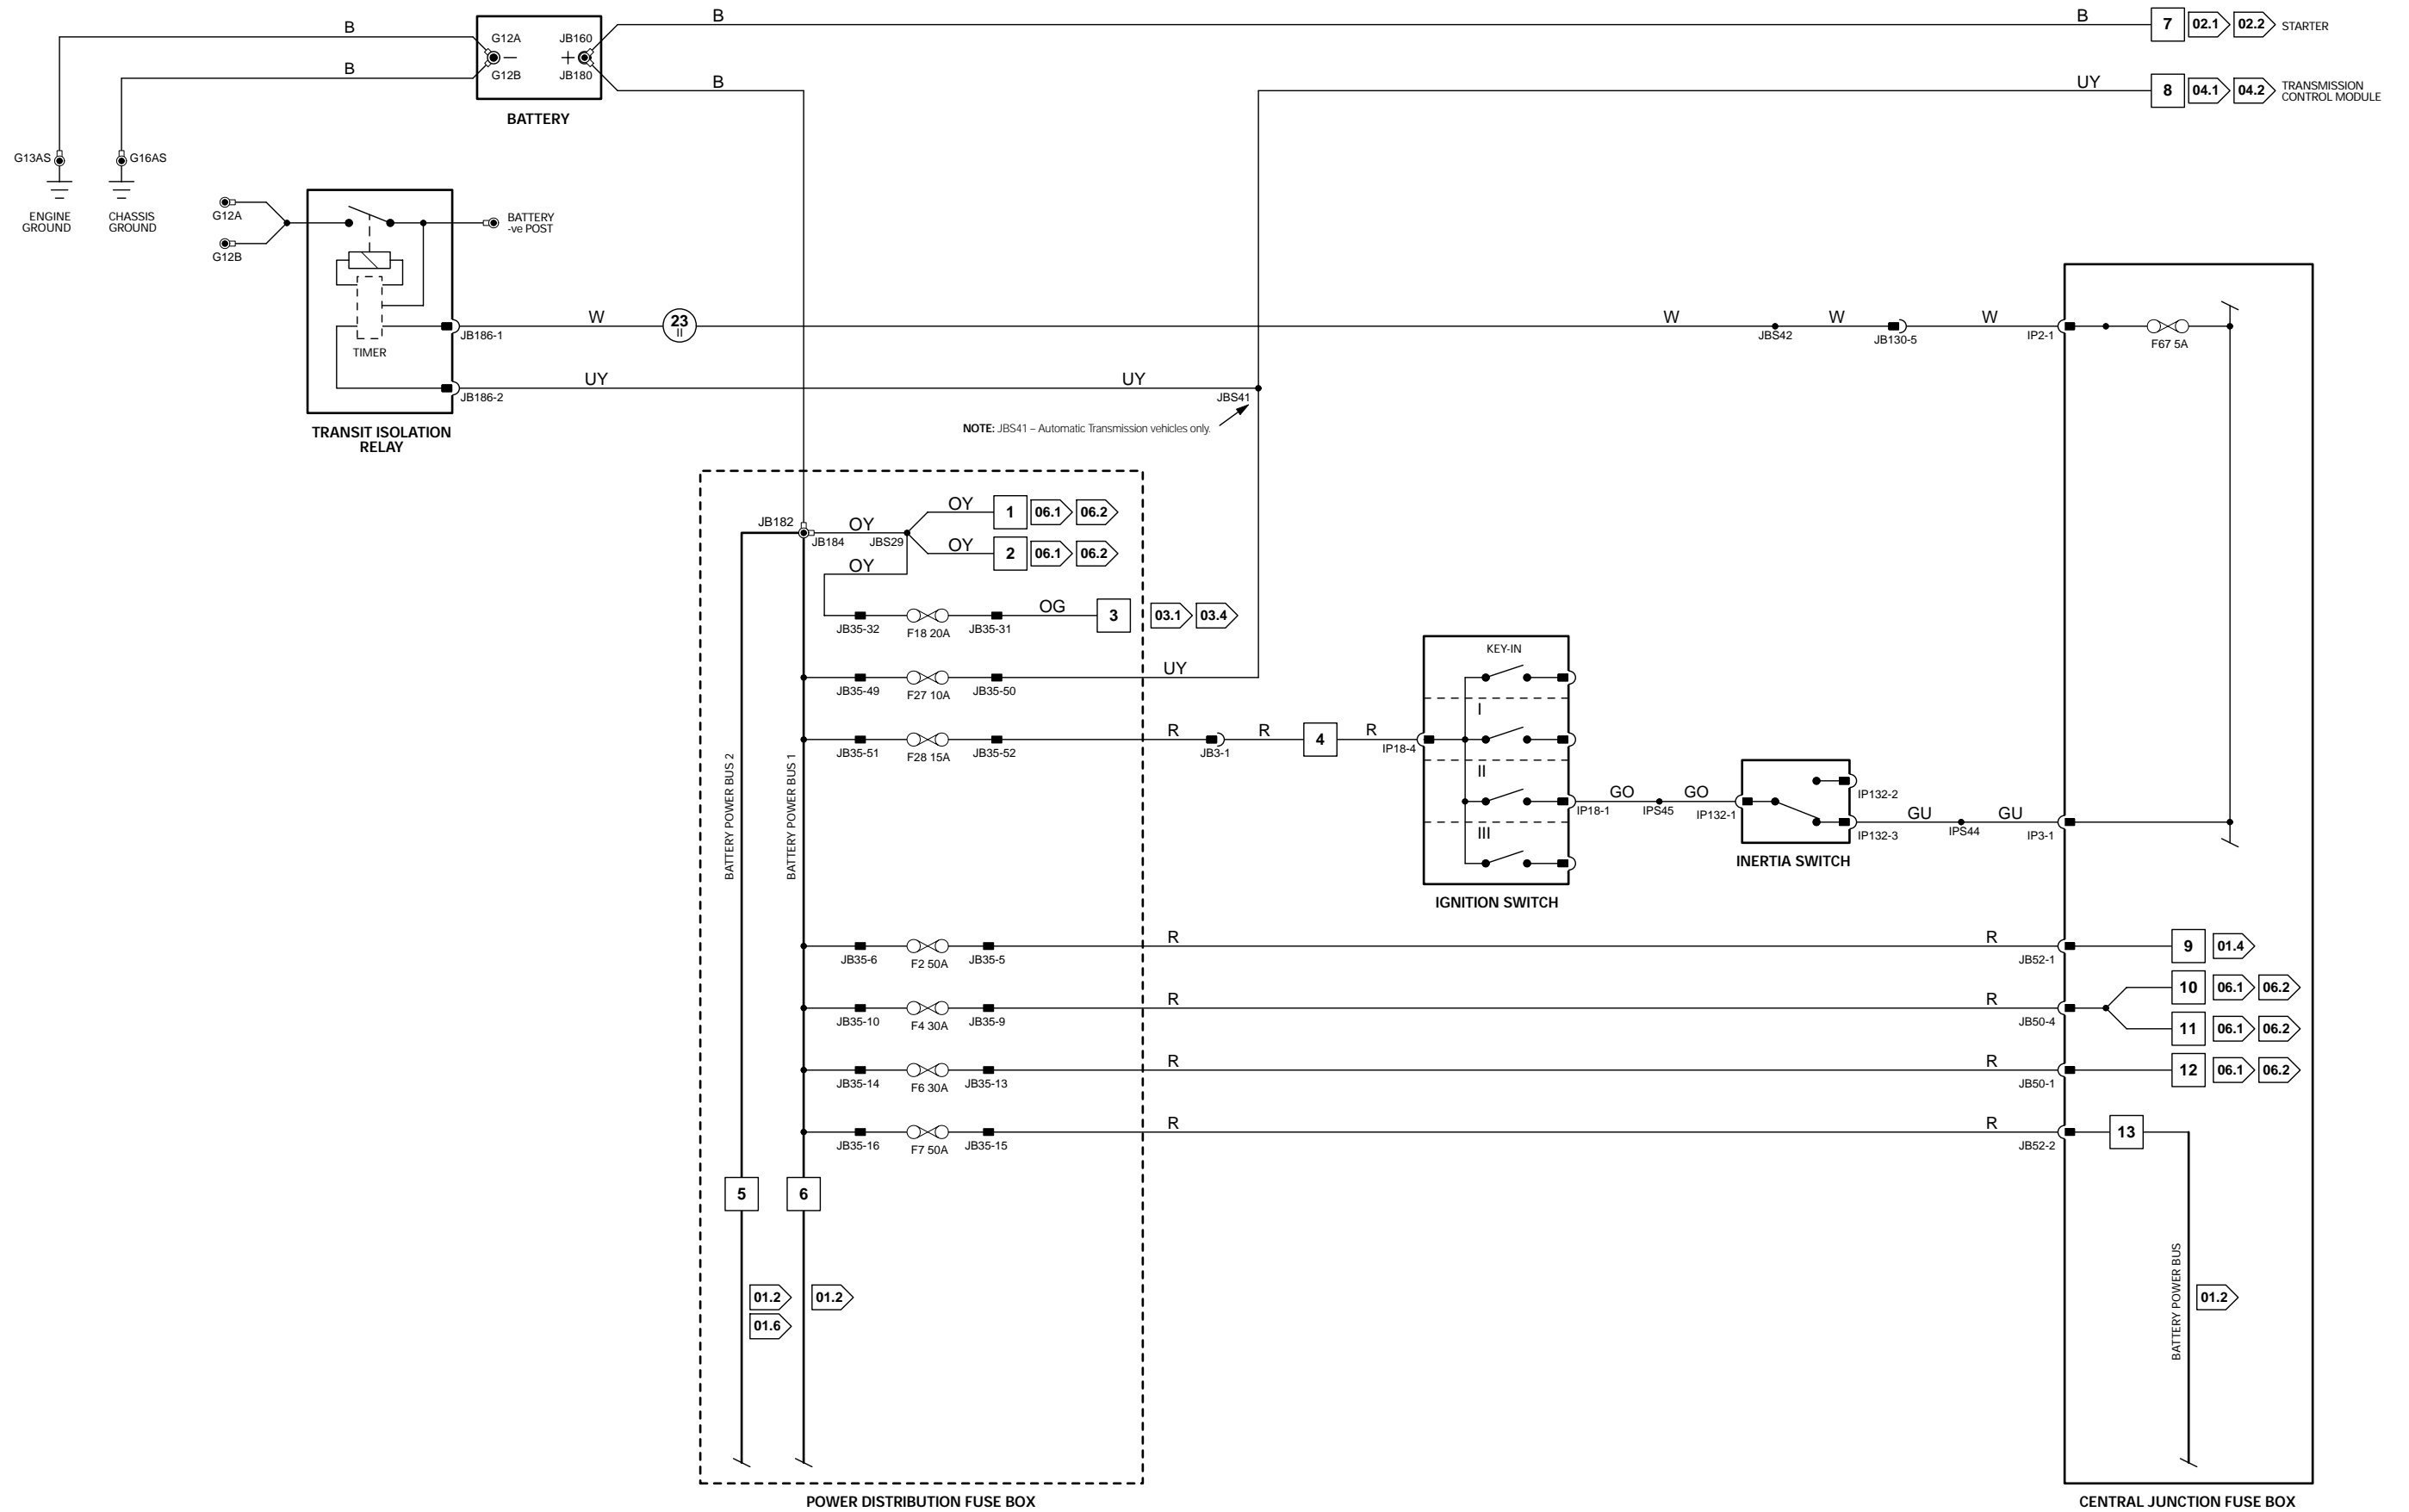 B
B
B
7 02.1 02.2 STARTER
B
G12A JB160
G12B JB180
B
BATTERY
UY
8 04.1 04.2 TRANSMISSION
CONTROL MODULE
G13AS G16AS
ENGINE
GROUND
CHASSIS
GROUND
G12A
G12B
BATTERY
-ve POST
TIMER
JB186-1
W
23
II
W
JBS42
W
JB130-5
W
IP2-1
F67 5A
JB186-2
UY
UY
JBS41
NOTE: JBS41 – Automatic Transmission vehicles only.
TRANSIT ISOLATION
RELAY
JB182
JB184
OY
JBS29
OY
1 06.1 06.2
OY
2 06.1 06.2
OY
JB35-32
F18 20A
JB35-31
OG
3 03.1 03.4
JB35-49
F27 10A
JB35-50
UY
JB35-51
F28 15A
JB35-52
R
JB3-1
R
4
R
IP18-4
KEY-IN
I
II
III
IP18-1
IGNITION SWITCH
GO
IPS45
GO
IP132-1
IP132-2
IP132-3
INERTIA SWITCH
GU
IPS44
GU
IP3-1
BATTERY POWER BUS 2
BATTERY POWER BUS 1
JB35-6
F2 50A
JB35-5
R
R
JB52-1
9 01.4
JB35-10
F4 30A
JB35-9
R
R
JB50-4
10 06.1 06.2
11 06.1 06.2
JB35-14
F6 30A
JB35-13
R
R
JB50-1
12 06.1 06.2
JB35-16
F7 50A
JB35-15
R
R
JB52-2
13
5
6
01.2
01.6
01.2
BATTERY POWER BUS
01.2
POWER DISTRIBUTION FUSE BOX
CENTRAL JUNCTION FUSE BOX